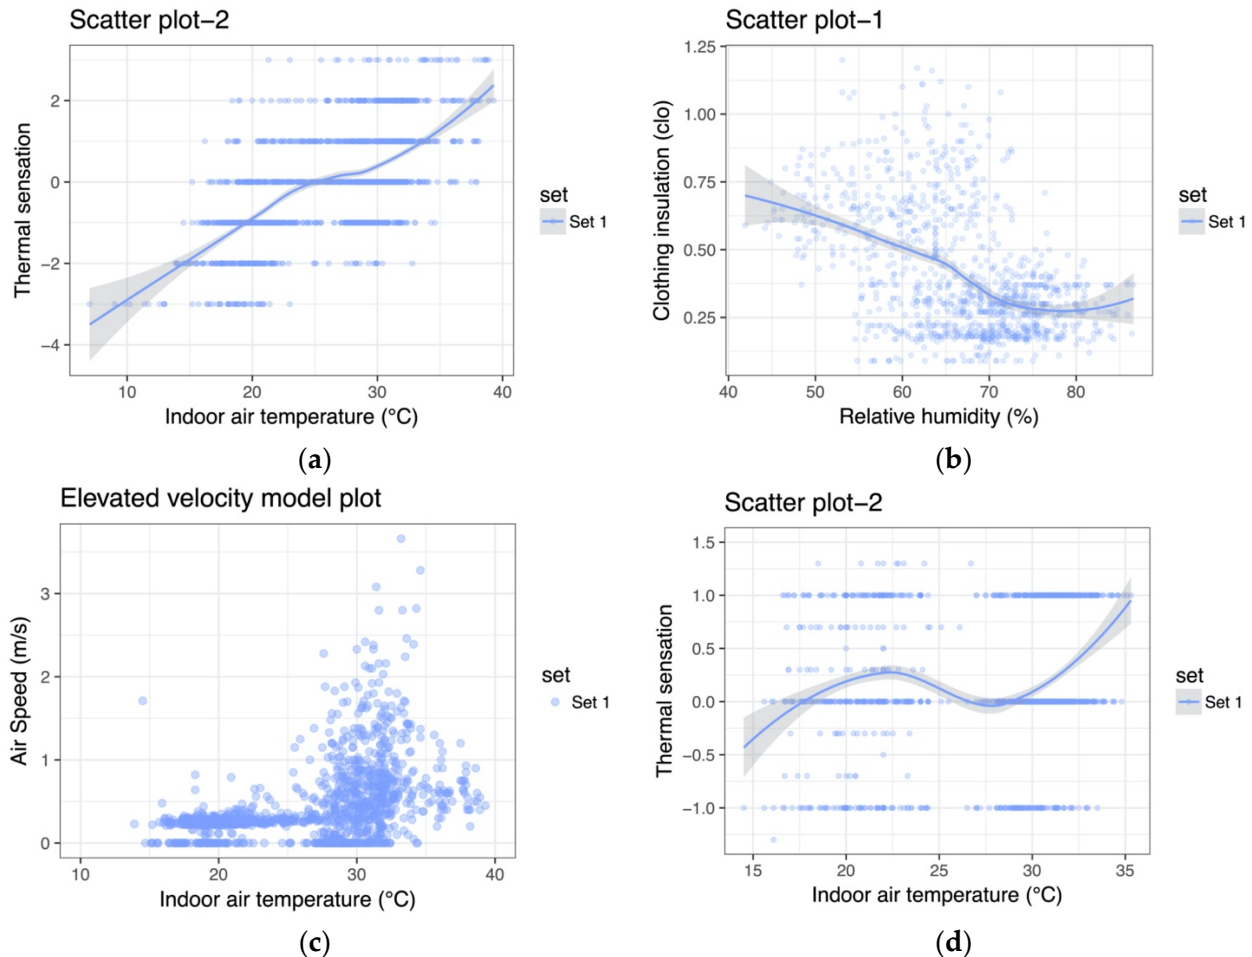 Scatter plot−2
Thermal sensation
2
0
−2
−4
10 20 30 40
Indoor air temperature (°C)
set
Set 1
(a)
Scatter plot−1
Clothing insulation (clo)
1.25
1.00
0.75
0.50
0.25
40 50 60 70 80
Relative humidity (%)
set
Set 1
(b)
Elevated velocity model plot
Air Speed (m/s)
3
2
1
0
10 20 30 40
Indoor air temperature (°C)
set
Set 1
(c)
Scatter plot−2
Thermal sensation
1.5
1.0
0.5
0.0
−0.5
−1.0
15 20 25 30 35
Indoor air temperature (°C)
set
Set 1
(d)